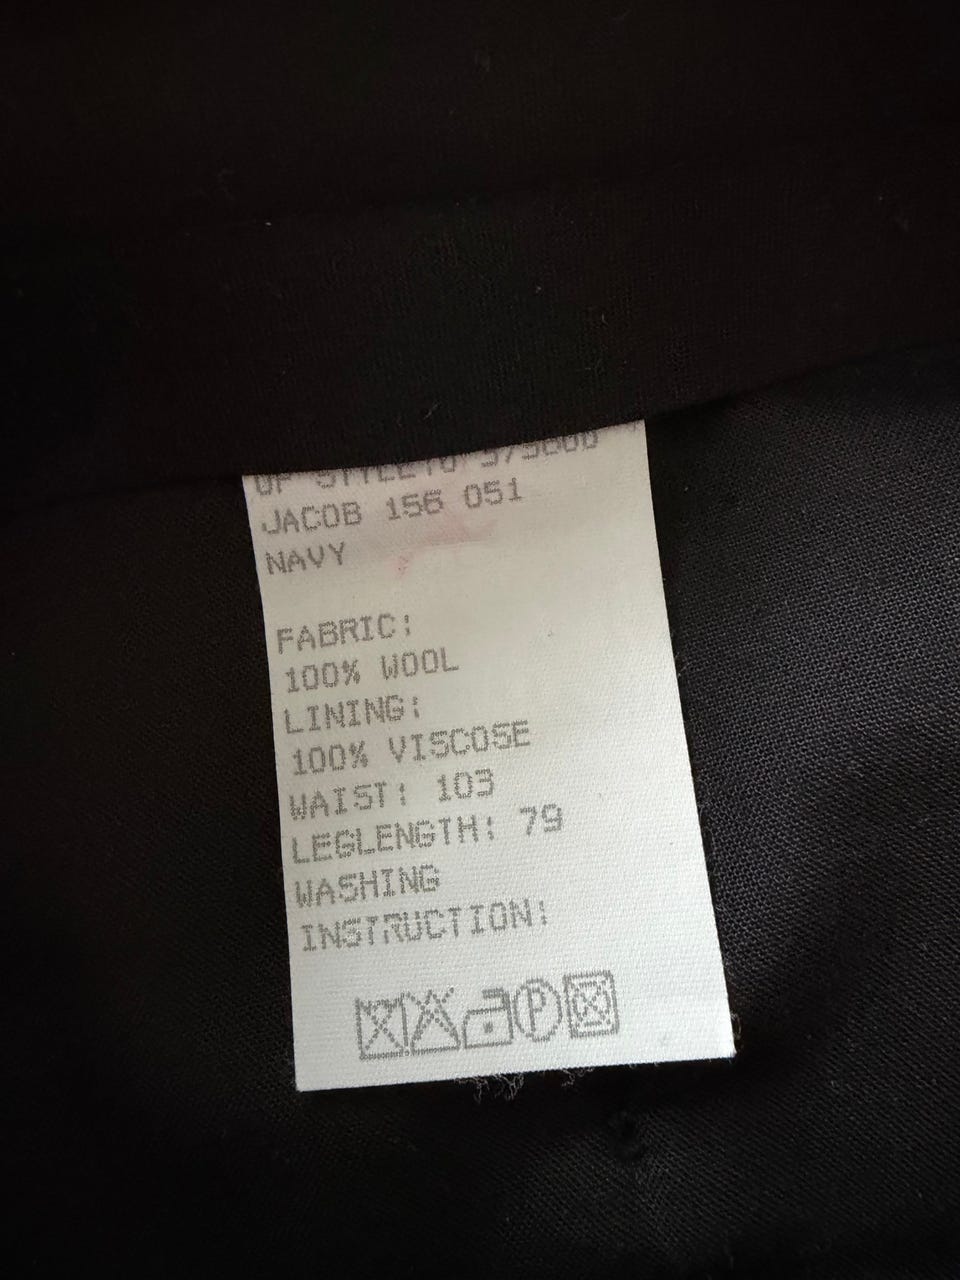 JACOB 156 051
NAVY
FABRIC:
100% WOOL
LINING:
100% VISCOSE
WAIST: 103
LEGLENGTH: 79
WASHING
INSTRUCTION:
P